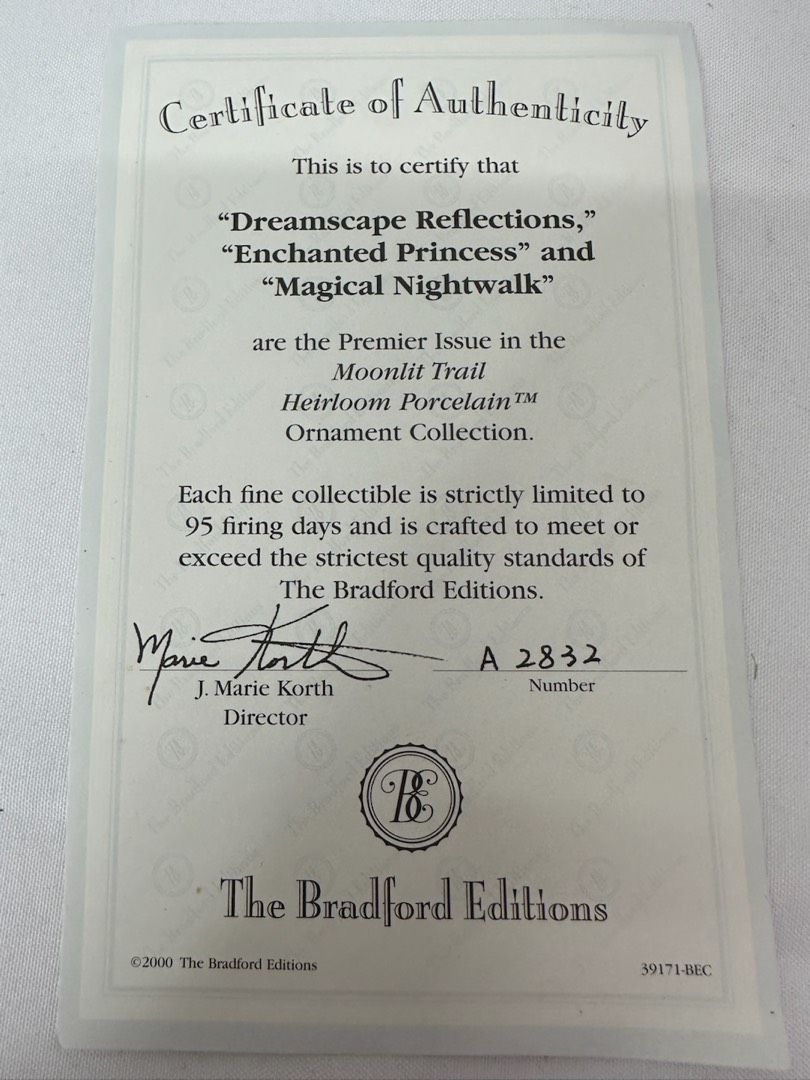 Certificate of Authenticity
This is to certify that
“Dreamscape Reflections,”
“Enchanted Princess” and
“Magical Nightwalk”
are the Premier Issue in the
Moonlit Trail
Heirloom Porcelain™
Ornament Collection.
Each fine collectible is strictly limited to
95 firing days and is crafted to meet or
exceed the strictest quality standards of
The Bradford Editions.
Marie Korth A 2832
J. Marie Korth Number
Director
BE
The Bradford Editions
©2000 The Bradford Editions 39171-BEC